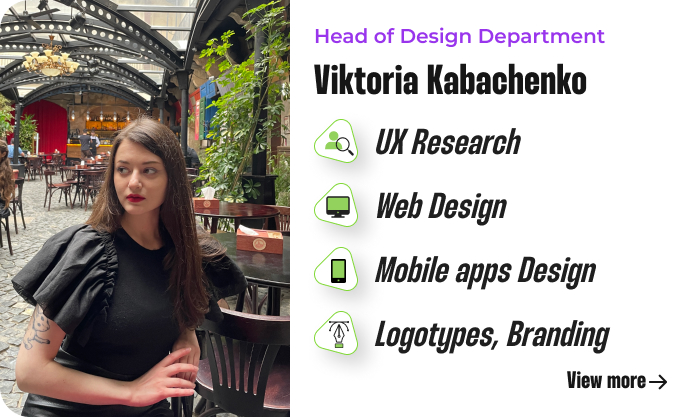 Head of Design Department
Viktoria Kabachenko
UX Research
Web Design
Mobile apps Design
Logotypes, Branding
View more→